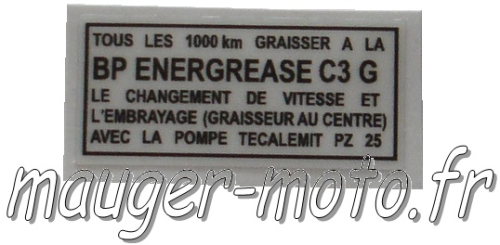 TOUS LES 1000 km GRAISSER A LA
BP ENERGREASE C3 G
LE CHANGEMENT DE VITESSE ET
L'EMBRAYAGE (GRAISSEUR AU CENTRE)
AVEC LA POMPE TECALEMIT PZ 25
mauger-moto.fr